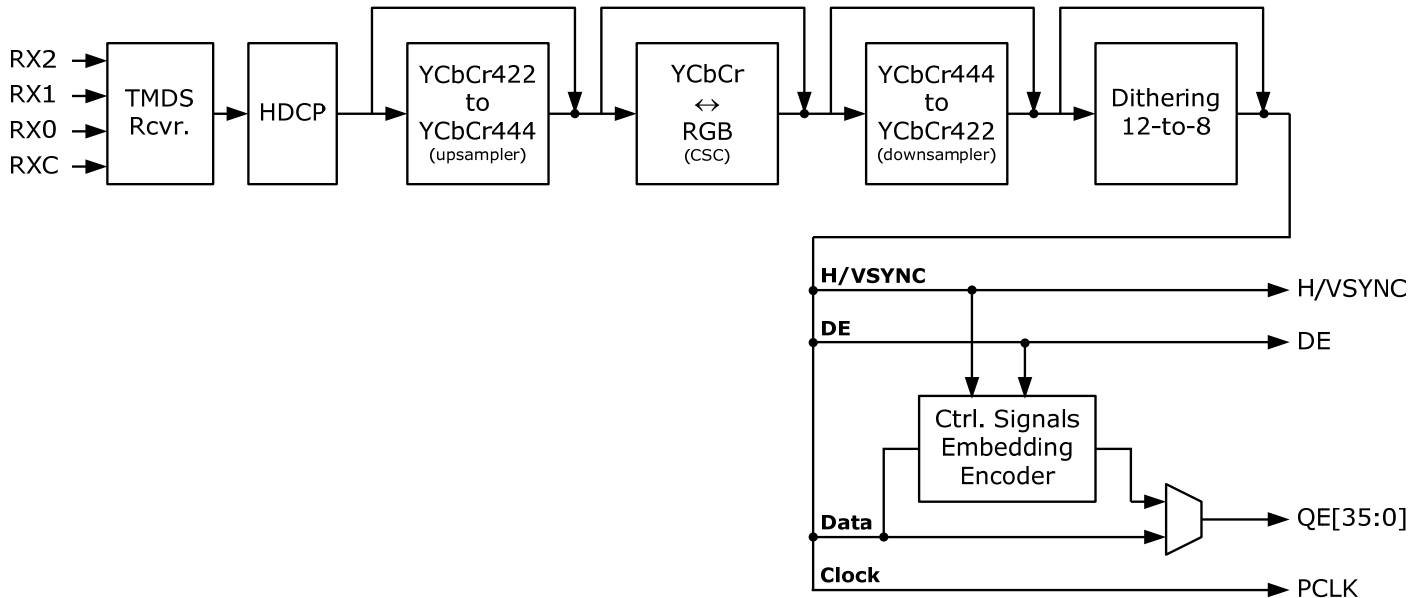 RX2
RX1
RX0
RXC
TMDS
Rcvr.
HDCP
YCbCr422
to
YCbCr444
(upsampler)
YCbCr
↔
RGB
(CSC)
YCbCr444
to
YCbCr422
(downsampler)
Dithering
12-to-8
H/VSYNC
H/VSYNC
DE
DE
Ctrl. Signals
Embedding
Encoder
Data
QE[35:0]
Clock
PCLK